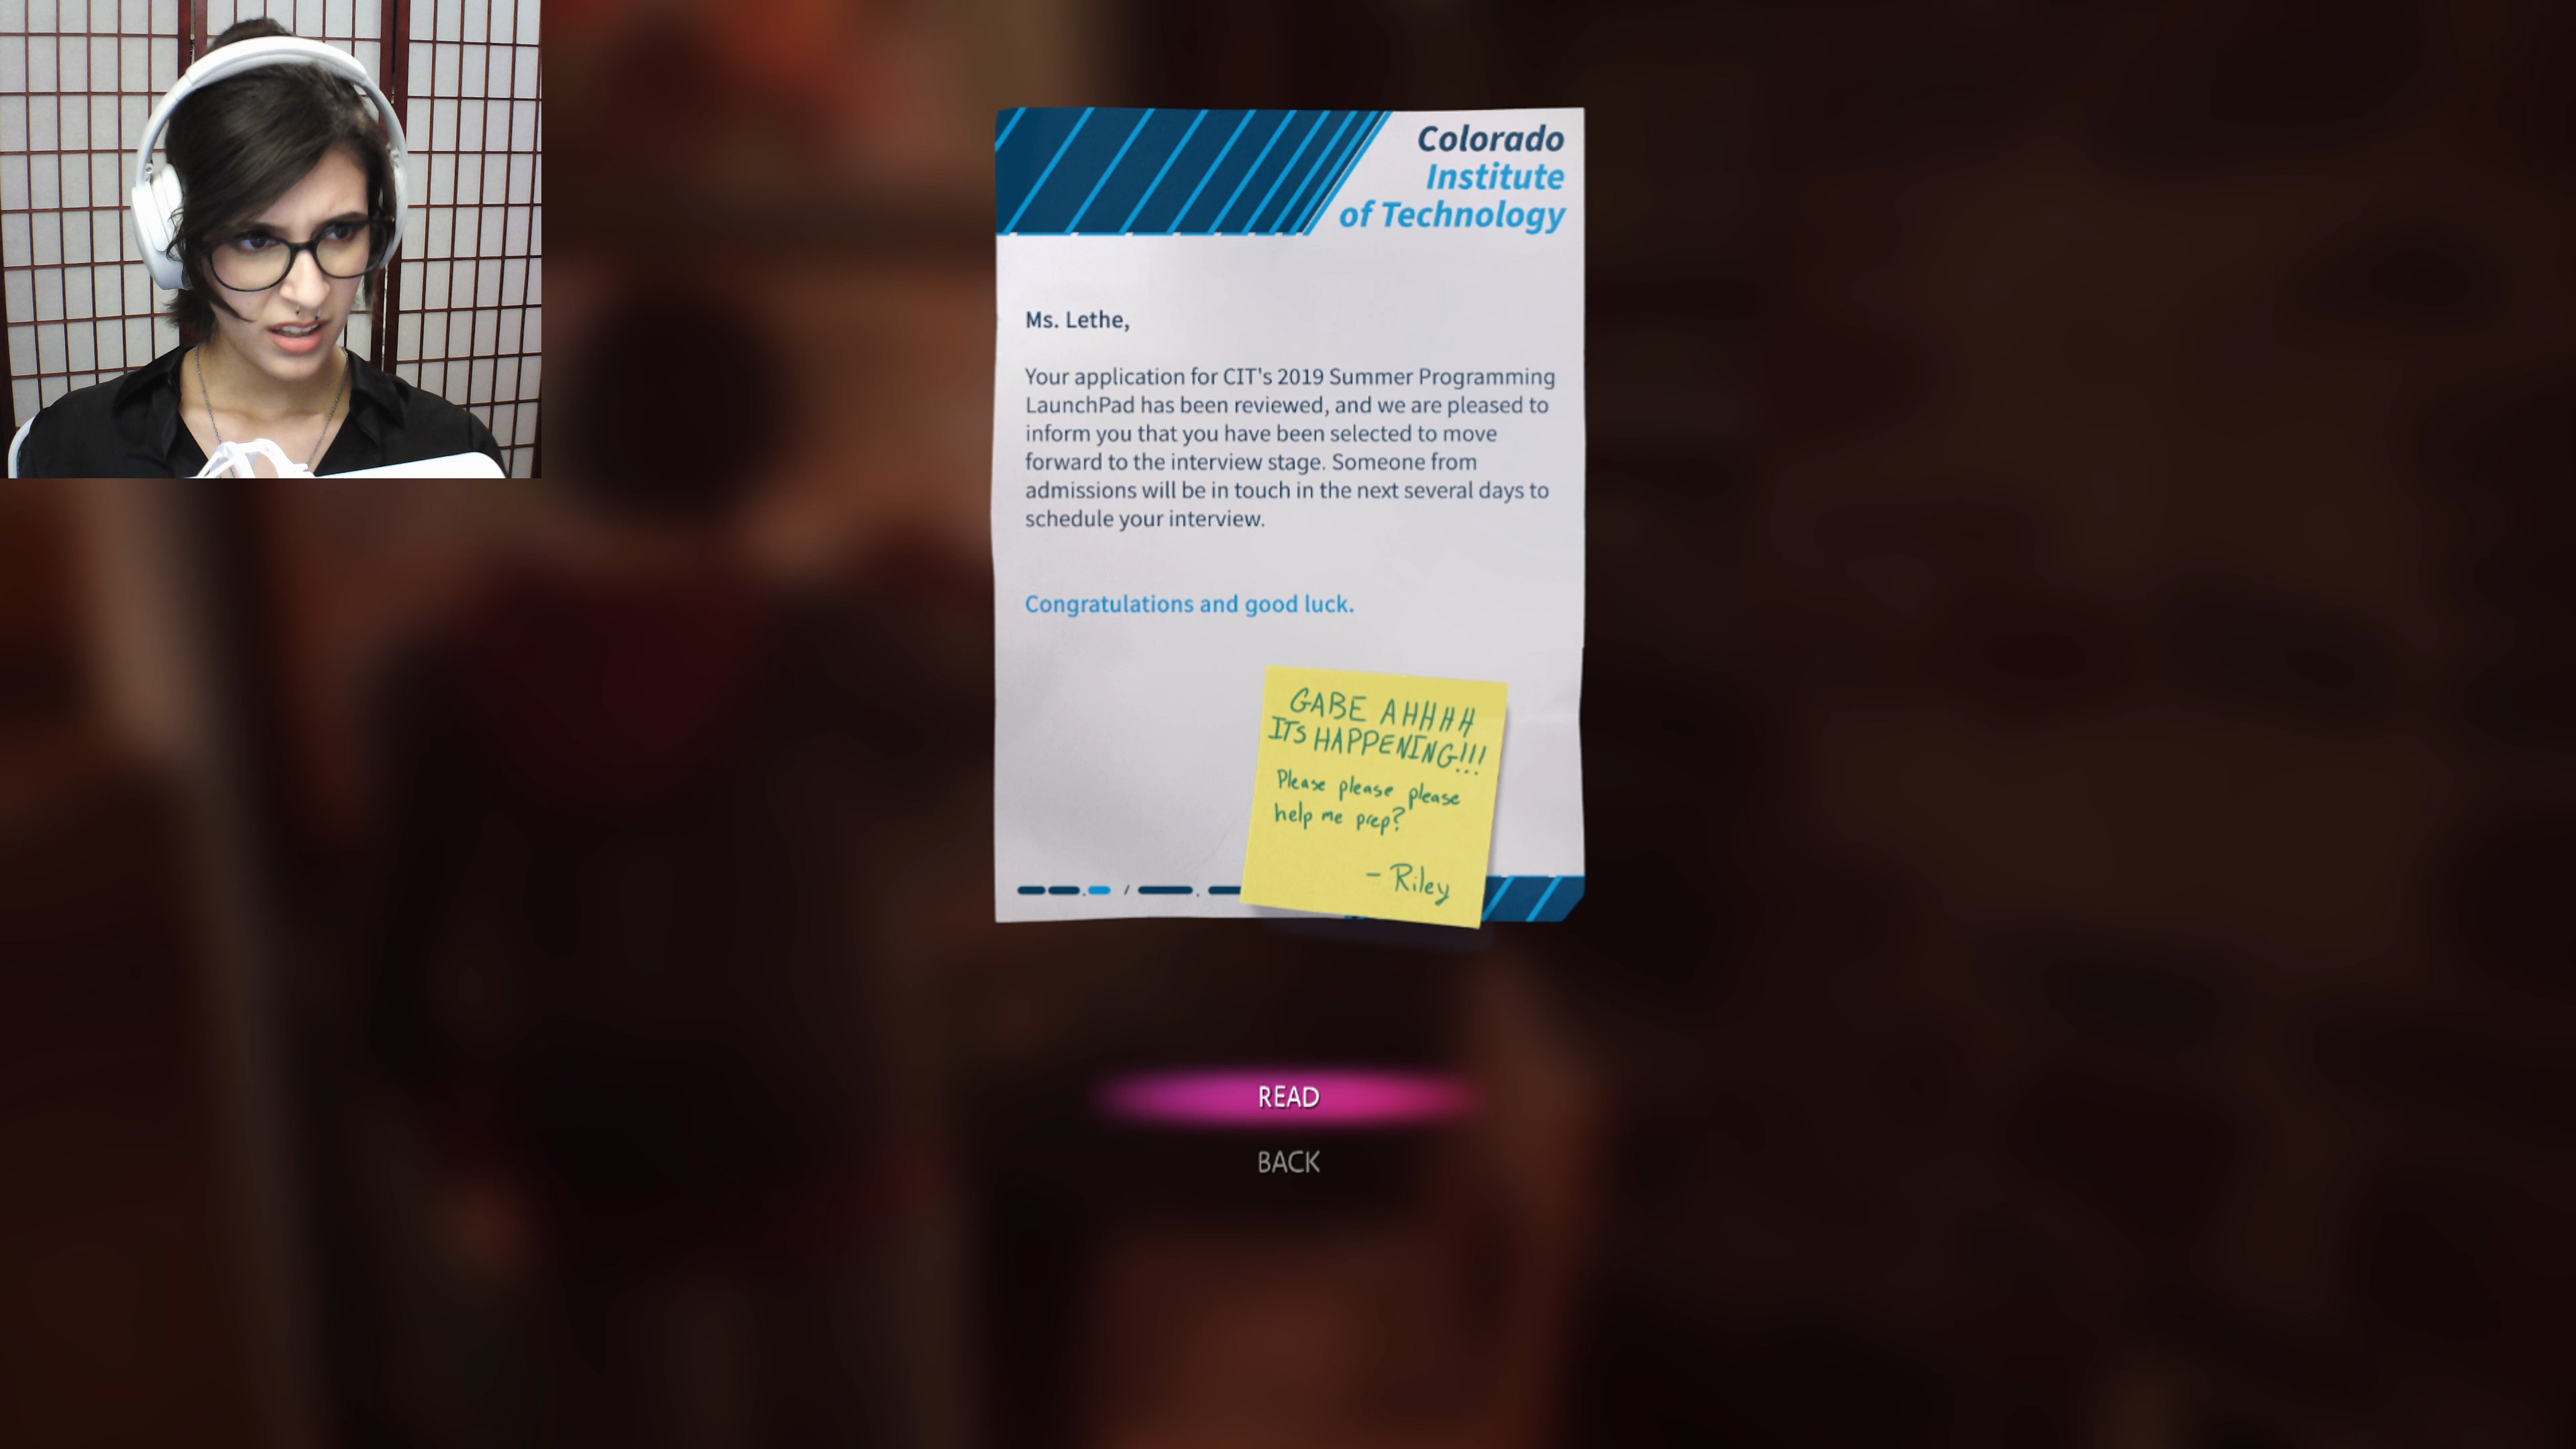 Colorado
Institute
of Technology
Ms. Lethe,
Your application for CIT's 2019 Summer Programming
LaunchPad has been reviewed, and we are pleased to
inform you that you have been selected to move
forward to the interview stage. Someone from
admissions will be in touch in the next several days to
schedule your interview.
Congratulations and good luck.
GABE AHHHH
ITS HAPPENING!!!
Please please please
help me prep?
- Riley
READ
BACK